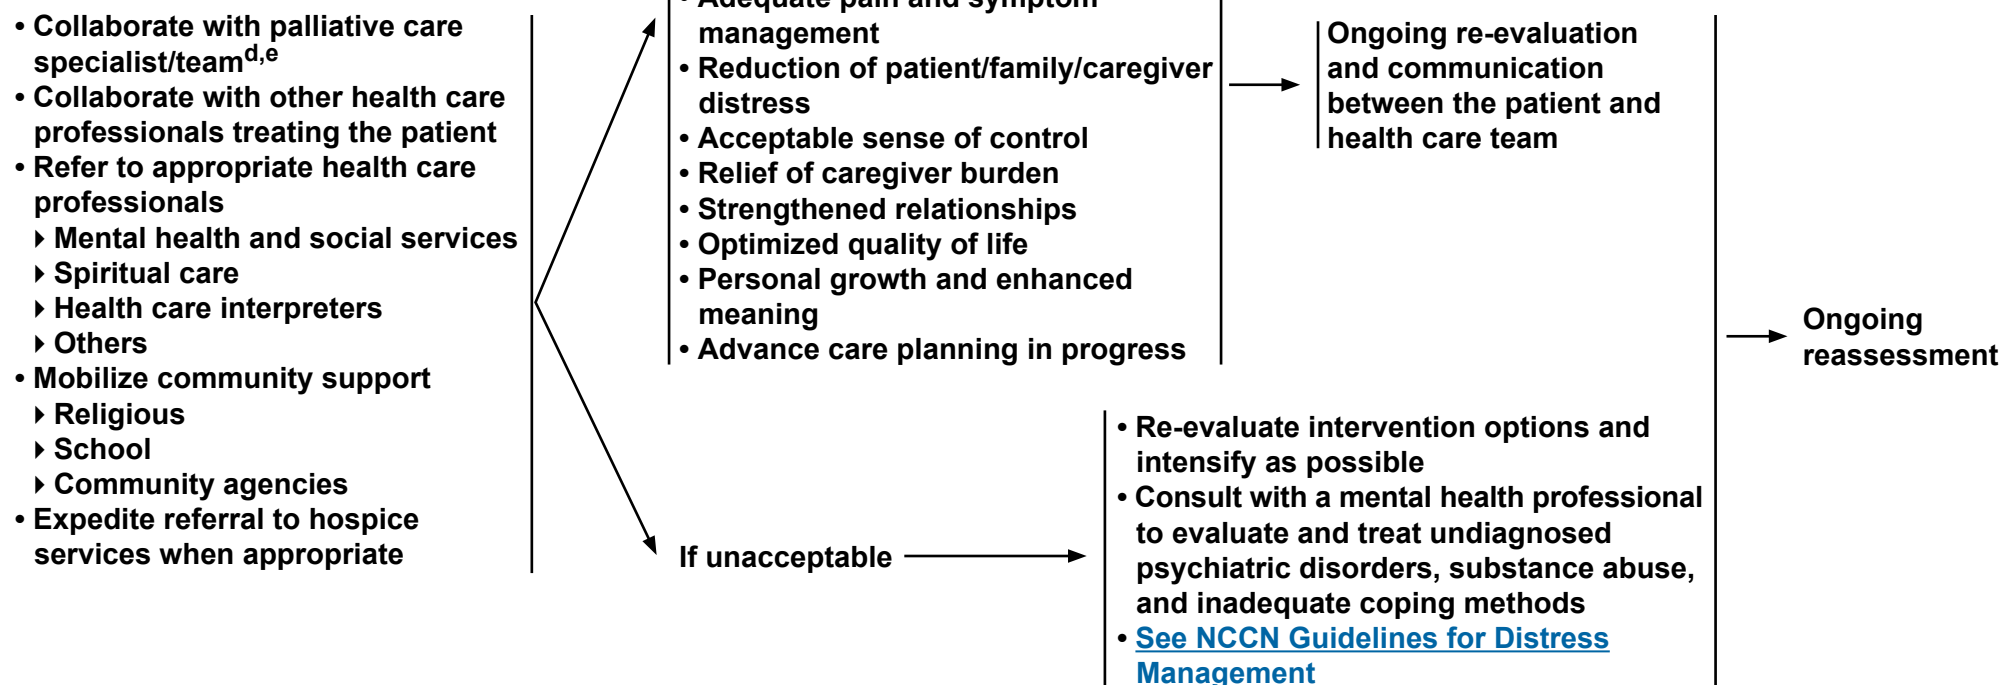 • Collaborate with palliative care
specialist/teamd,e
• Collaborate with other health care
professionals treating the patient
• Refer to appropriate health care
professionals
▸ Mental health and social services
▸ Spiritual care
▸ Health care interpreters
▸ Others
• Mobilize community support
▸ Religious
▸ School
▸ Community agencies
• Expedite referral to hospice
services when appropriate
• Adequate pain and symptom
management
• Reduction of patient/family/caregiver
distress
• Acceptable sense of control
• Relief of caregiver burden
• Strengthened relationships
• Optimized quality of life
• Personal growth and enhanced
meaning
• Advance care planning in progress
Ongoing re-evaluation
and communication
between the patient and
health care team
If unacceptable
• Re-evaluate intervention options and
intensify as possible
• Consult with a mental health professional
to evaluate and treat undiagnosed
psychiatric disorders, substance abuse,
and inadequate coping methods
• See NCCN Guidelines for Distress
Management
Ongoing
reassessment